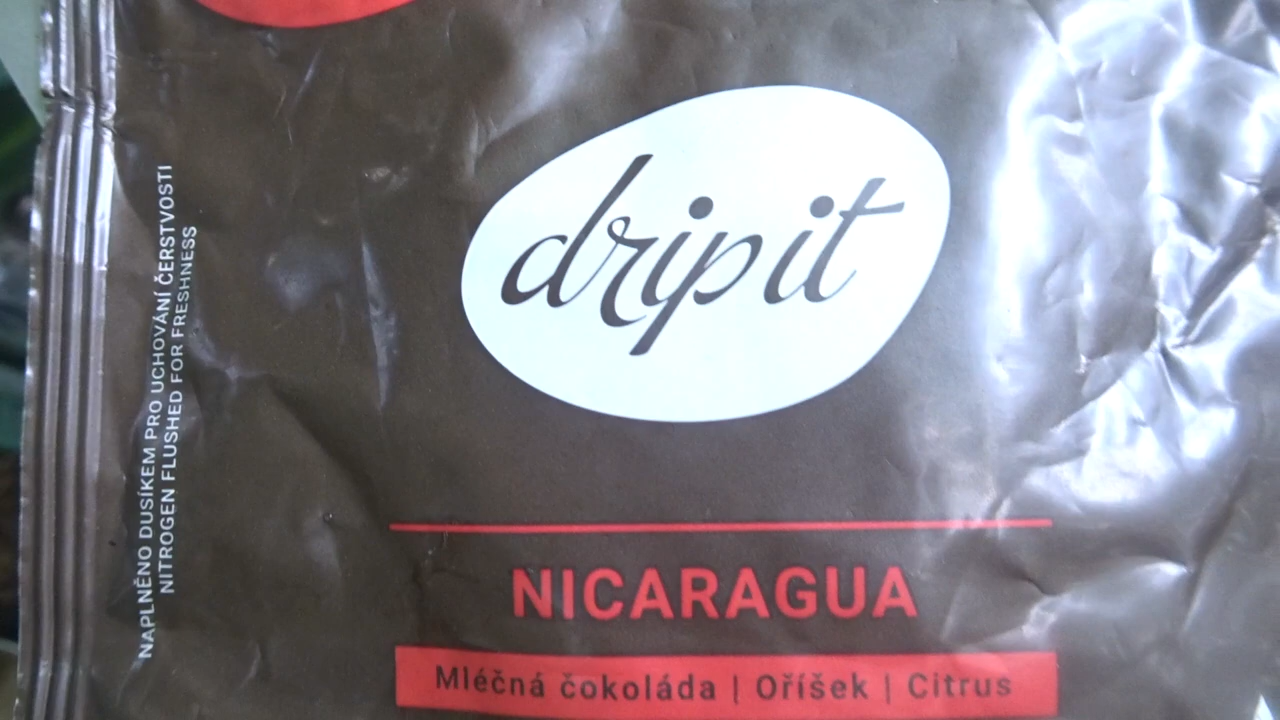 dripit
NICARAGUA
Mléčná čokoláda | Oříšek | Citrus
NAPLNĚNO DUSÍKEM PRO UCHOVÁNÍ ČERSTVOSTI
NITROGEN FLUSHED FOR FRESHNESS